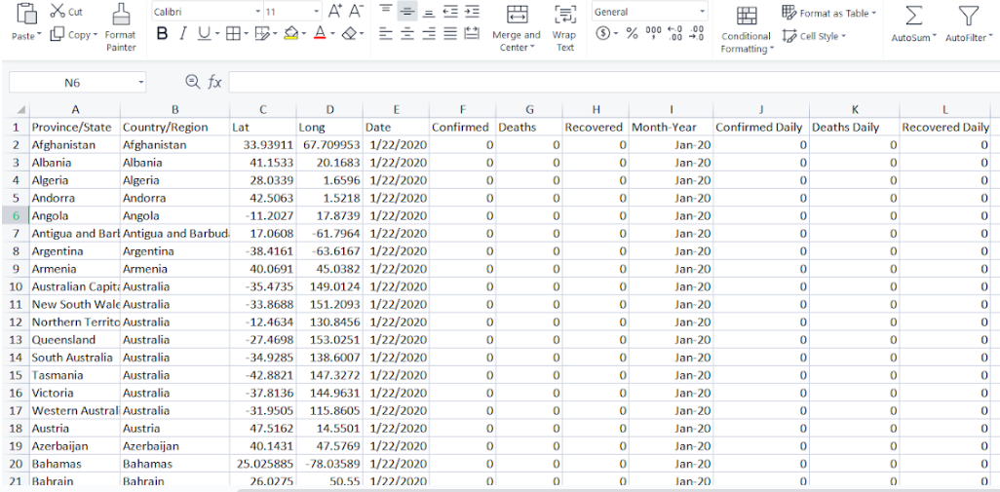 Cut Calibri 11 A+ A- General Format as Table
Paste Copy Format Painter B I U A Merge and Center Wrap Text % 000 .00 .0 Conditional Formatting Cell Style AutoSum AutoFilter
N6 fx
A B C D E F G H I J K L
1 Province/State Country/Region Lat Long Date Confirmed Deaths Recovered Month-Year Confirmed Daily Deaths Daily Recovered Daily
2 Afghanistan Afghanistan 33.93911 67.709953 1/22/2020 0 0 0 Jan-20 0 0 0
3 Albania Albania 41.1533 20.1683 1/22/2020 0 0 0 Jan-20 0 0 0
4 Algeria Algeria 28.0339 1.6596 1/22/2020 0 0 0 Jan-20 0 0 0
5 Andorra Andorra 42.5063 1.5218 1/22/2020 0 0 0 Jan-20 0 0 0
6 Angola Angola -11.2027 17.8739 1/22/2020 0 0 0 Jan-20 0 0 0
7 Antigua and Bar Antigua and Barbud 17.0608 -61.7964 1/22/2020 0 0 0 Jan-20 0 0 0
8 Argentina Argentina -38.4161 -63.6167 1/22/2020 0 0 0 Jan-20 0 0 0
9 Armenia Armenia 40.0691 45.0382 1/22/2020 0 0 0 Jan-20 0 0 0
10 Australian Capita Australia -35.4735 149.0124 1/22/2020 0 0 0 Jan-20 0 0 0
11 New South Wale Australia -33.8688 151.2093 1/22/2020 0 0 0 Jan-20 0 0 0
12 Northern Territo Australia -12.4634 130.8456 1/22/2020 0 0 0 Jan-20 0 0 0
13 Queensland Australia -27.4698 153.0251 1/22/2020 0 0 0 Jan-20 0 0 0
14 South Australia Australia -34.9285 138.6007 1/22/2020 0 0 0 Jan-20 0 0 0
15 Tasmania Australia -42.8821 147.3272 1/22/2020 0 0 0 Jan-20 0 0 0
16 Victoria Australia -37.8136 144.9631 1/22/2020 0 0 0 Jan-20 0 0 0
17 Western Australi Australia -31.9505 115.8605 1/22/2020 0 0 0 Jan-20 0 0 0
18 Austria Austria 47.5162 14.5501 1/22/2020 0 0 0 Jan-20 0 0 0
19 Azerbaijan Azerbaijan 40.1431 47.5769 1/22/2020 0 0 0 Jan-20 0 0 0
20 Bahamas Bahamas 25.025885 -78.03589 1/22/2020 0 0 0 Jan-20 0 0 0
21 Bahrain Bahrain 26.0275 50.55 1/22/2020 0 0 0 Jan-20 0 0 0